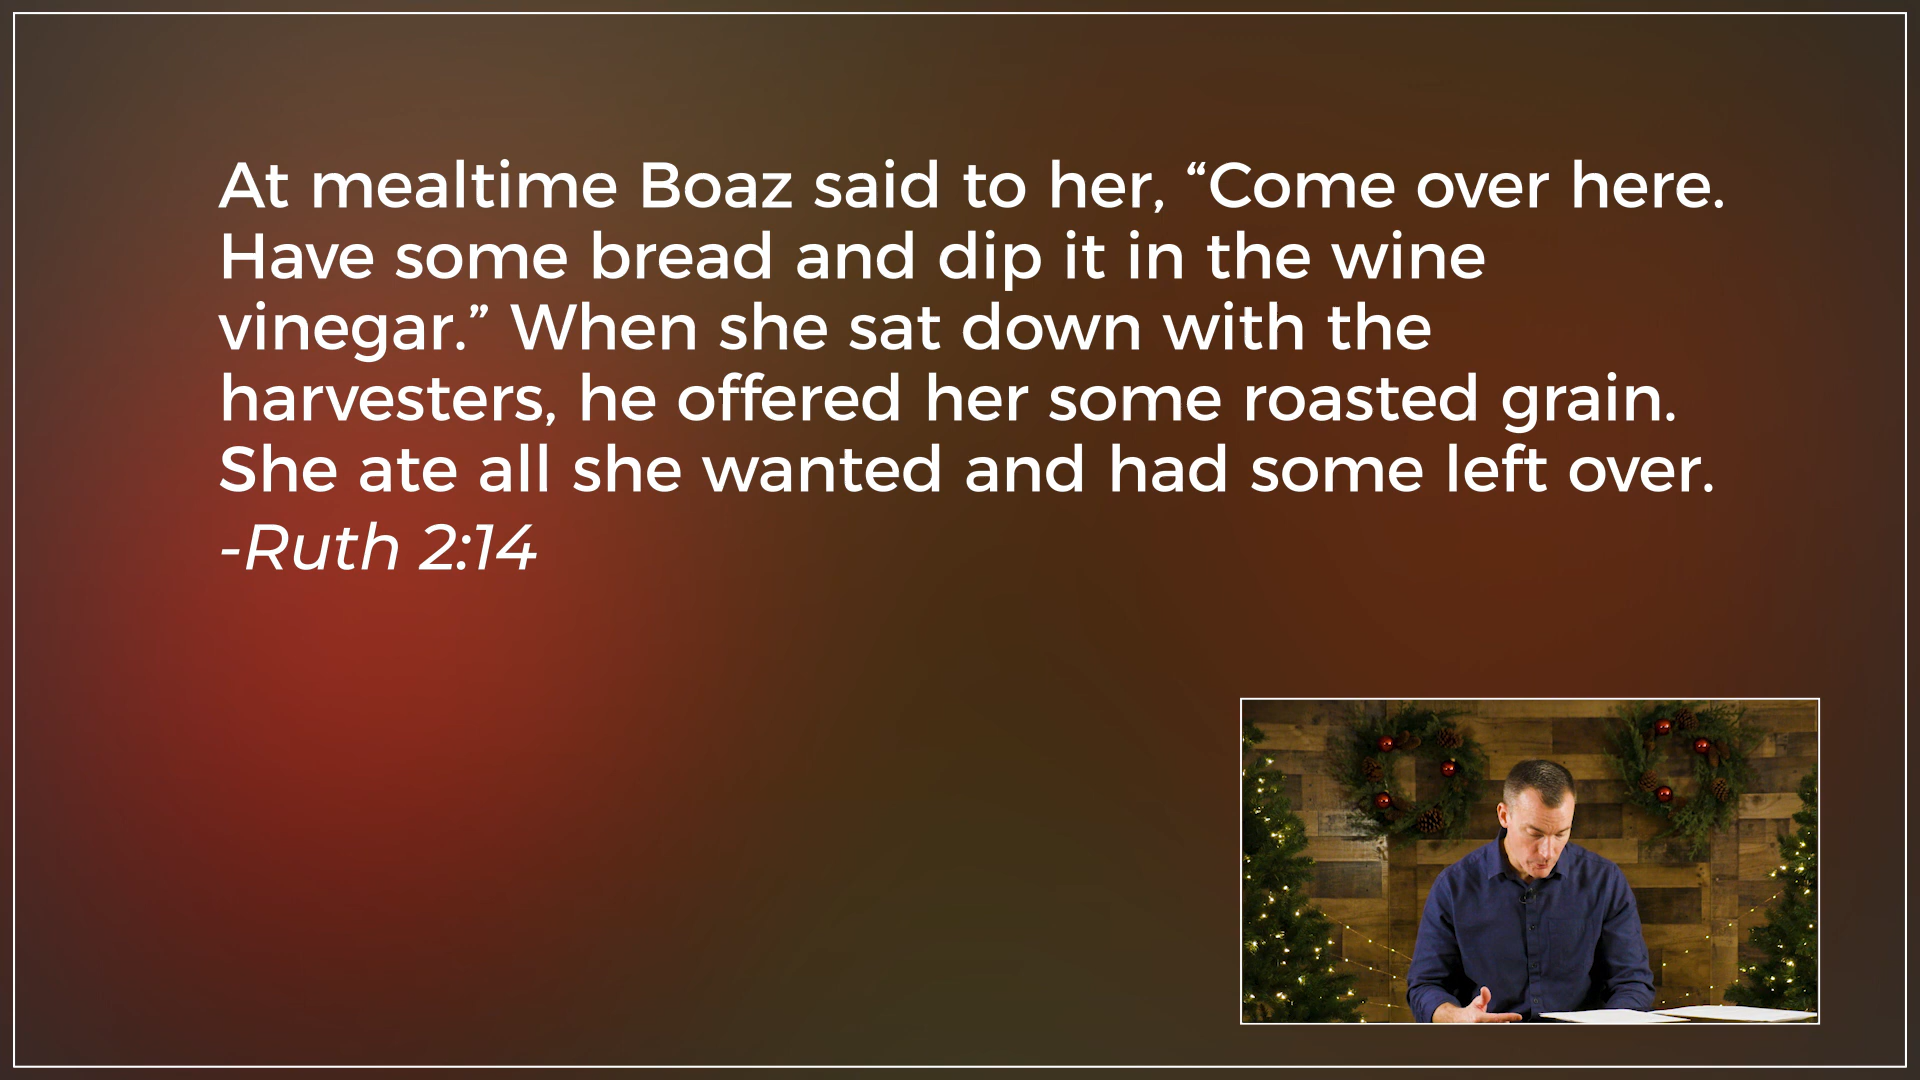 At mealtime Boaz said to her, “Come over here.
Have some bread and dip it in the wine
vinegar.” When she sat down with the
harvesters, he offered her some roasted grain.
She ate all she wanted and had some left over.
-Ruth 2:14